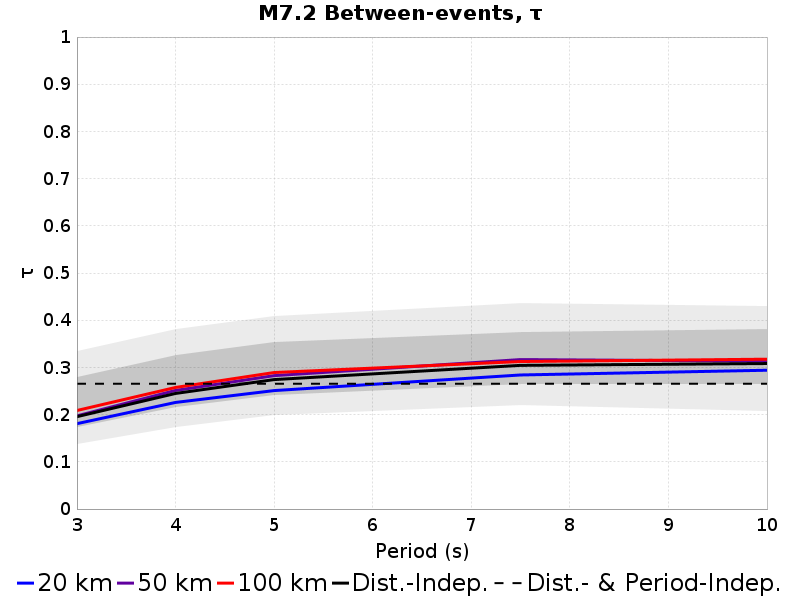 M7.2 Between-events, τ
1
0.9
0.8
0.7
0.6
0.5
0.4
0.3
0.2
0.1
0
τ
3 4 5 6 7 8 9 10
Period (s)
20 km 50 km 100 km Dist.-Indep. Dist.- & Period-Indep.